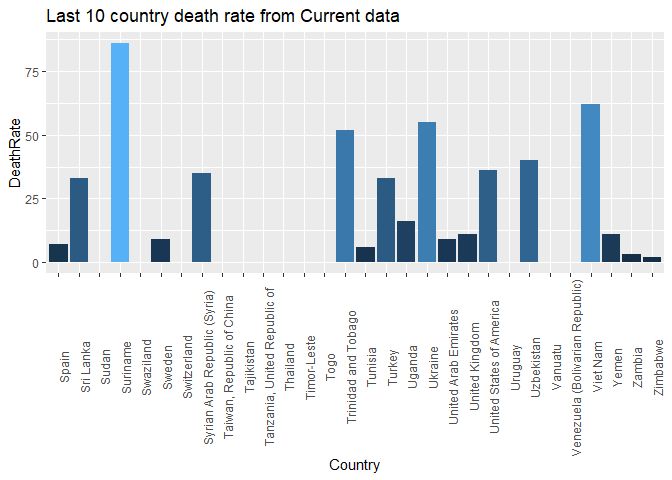 Last 10 country death rate from Current data
DeathRate
75
50
25
0
Spain
Sri Lanka
Sudan
Suriname
Swaziland
Sweden
Switzerland
Syrian Arab Republic (Syria)
Taiwan, Republic of China
Tajikistan
Tanzania, United Republic of
Thailand
Timor-Leste
Togo
Trinidad and Tobago
Tunisia
Turkey
Uganda
Ukraine
United Arab Emirates
United Kingdom
United States of America
Uruguay
Uzbekistan
Vanuatu
Venezuela (Bolivarian Republic)
Viet Nam
Yemen
Zambia
Zimbabwe
Country